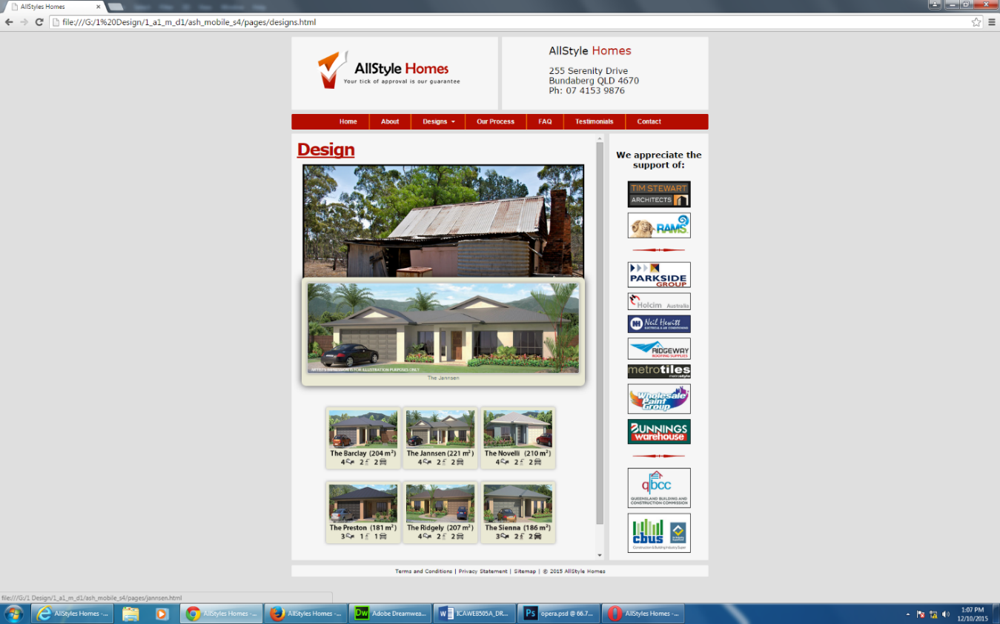 AllStyles Homes
file:///G:/1%20Design/1_a1_m_d1/ash_mobile_s4/pages/designs.html
AllStyle Homes
Your tick of approval is our guarantee
AllStyle Homes
255 Serenity Drive
Bundaberg QLD 4670
Ph: 07 4153 9876
Home
About
Designs
Our Process
FAQ
Testimonials
Contact
Design
ARTIST'S IMPRESSION IS FOR ILLUSTRATION PURPOSES ONLY
The Jannsen
The Barclay (204 m²)
4 2 2
The Jannsen (221 m²)
4 2 2
The Novelli (210 m²)
4 2 2
The Preston (181 m²)
3 1 1
The Ridgely (207 m²)
4 2 2
The Sienna (186 m²)
3 2 2
We appreciate the
support of:
TIM STEWART
ARCHITECTS
RAMS
PARKSIDE
GROUP
Holcim Australia
Neil Hewitt
ELECTRICAL & AIR CONDITIONING
RIDGEWAY
ROOFING SUPPLIES
metrotiles
metrostyle
Wholesale
Paint
Group
BUNNINGS
warehouse
qbcc
QUEENSLAND BUILDING AND
CONSTRUCTION COMMISSION
cbus
Construction & Building Industry Super
Terms and Conditions | Privacy Statement | Sitemap | © 2015 AllStyle Homes
file:///G:/1 Design/1_a1_m_d1/ash_mobile_s4/pages/jannsen.html
AllStyles Homes -...
AllStyles Homes -...
AllStyles Homes -...
Dw Adobe Dreamwea...
W ICAWEB505A_DR...
Ps opera.psd @ 66.7...
AllStyles Homes -...
1:07 PM
12/10/2015